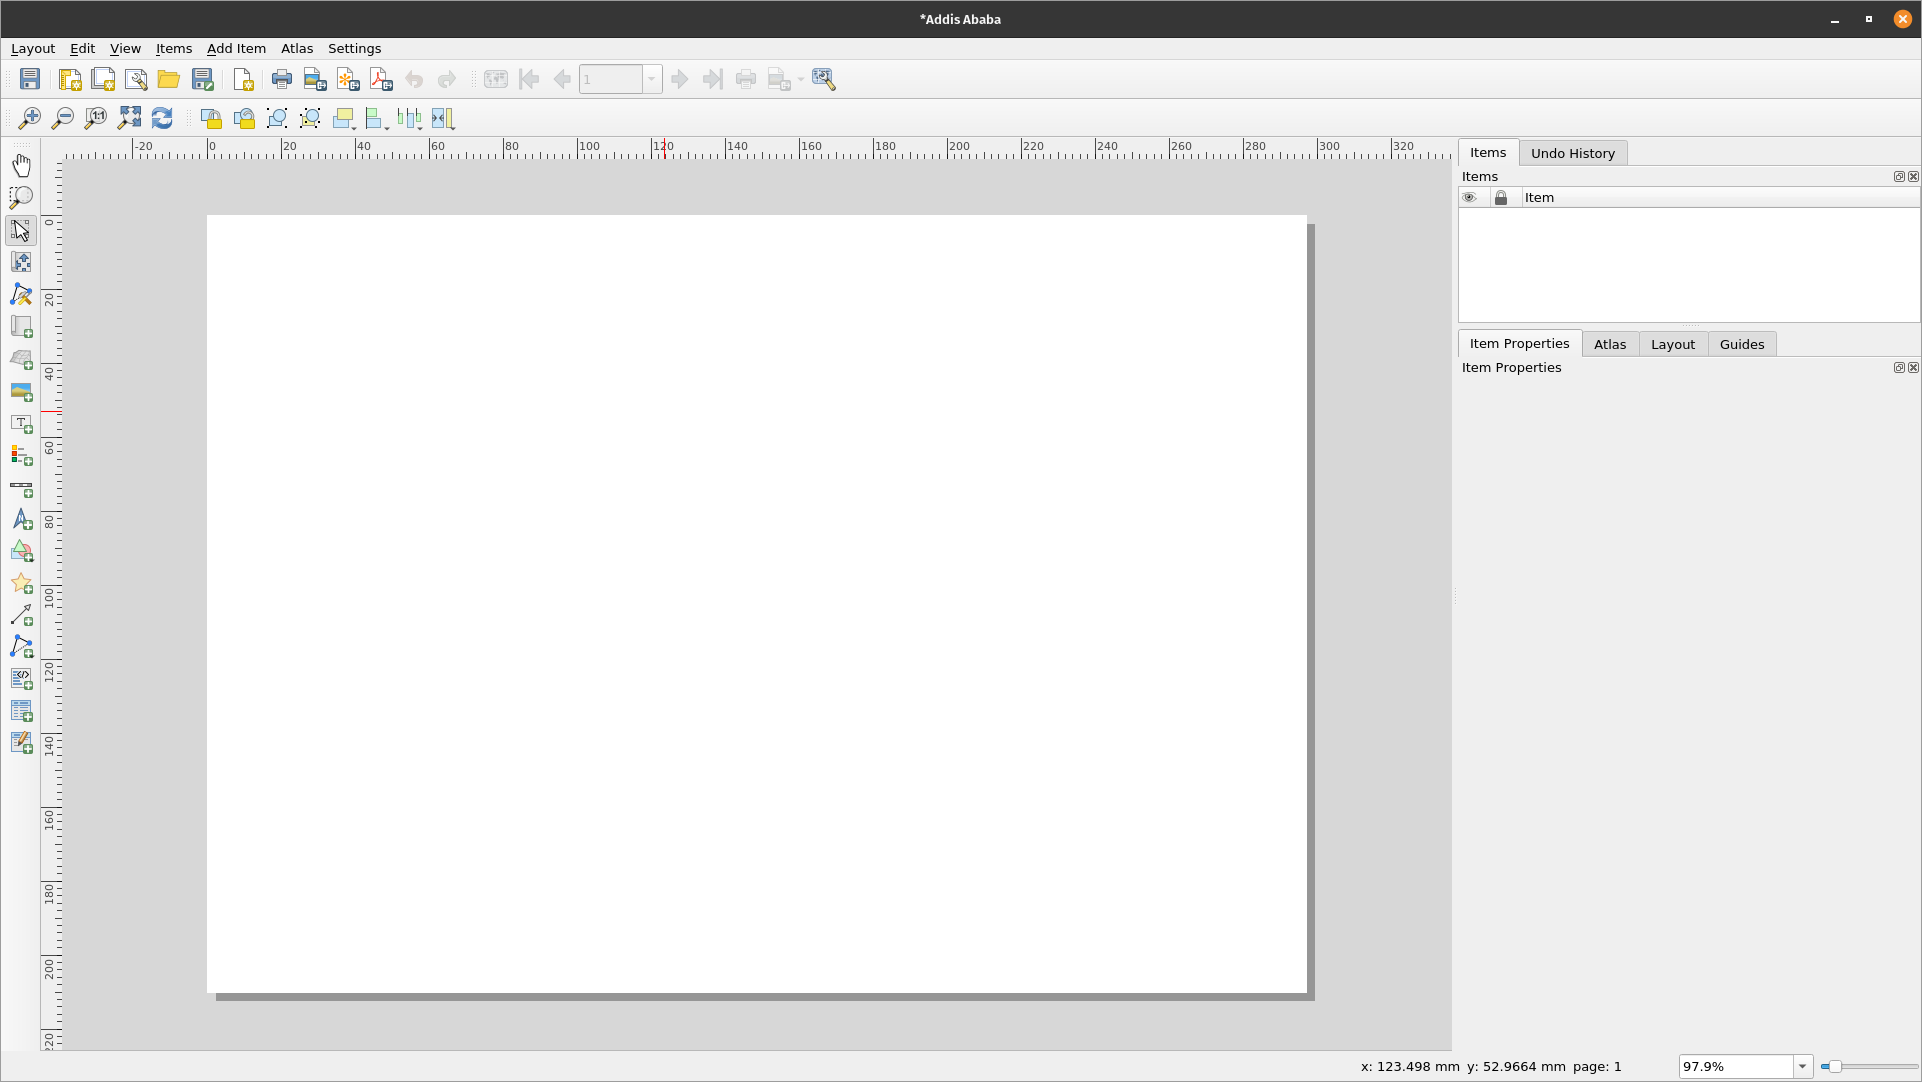 *Addis Ababa
Layout Edit View Items Add Item Atlas Settings
1
1:1
-20 0 20 40 60 80 100 120 140 160 180 200 220 240 260 280 300 320
Items Undo History
Items
Item
Item Properties Atlas Layout Guides
Item Properties
0
20
40
60
80
100
120
140
160
180
200
220
x: 123.498 mm y: 52.9664 mm page: 1 97.9%